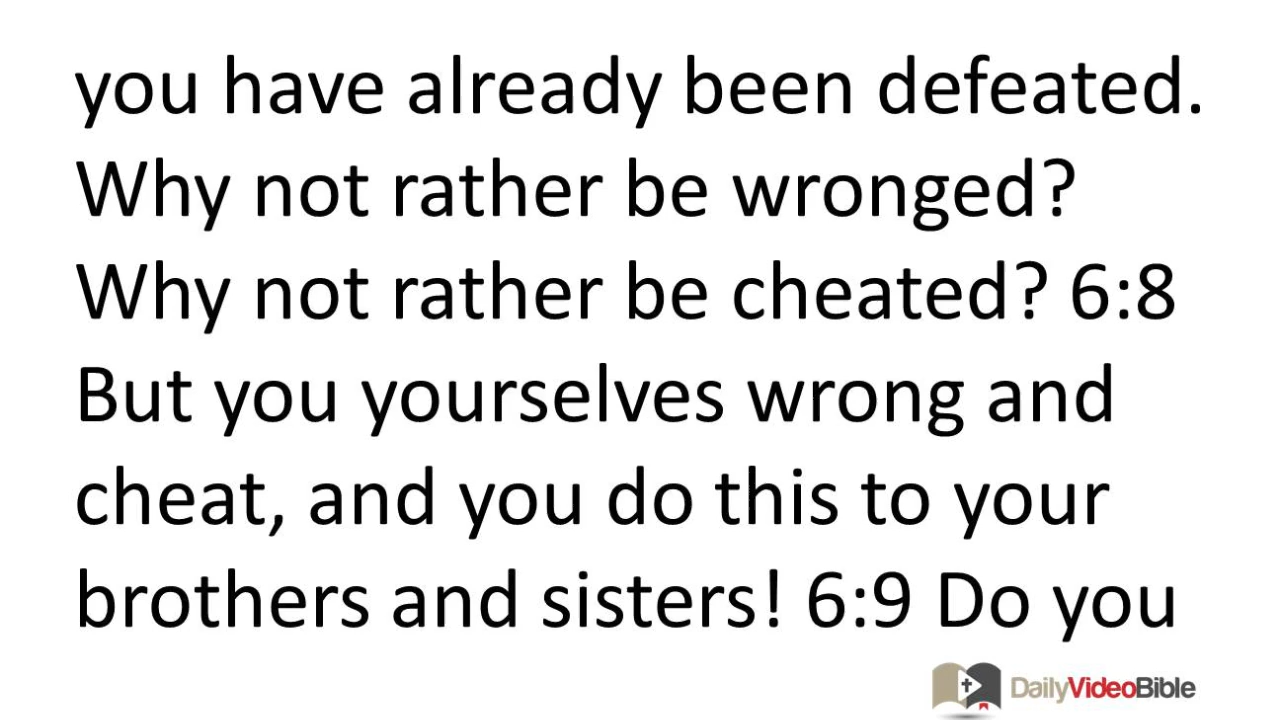 you have already been defeated.
Why not rather be wronged?
Why not rather be cheated? 6:8
But you yourselves wrong and
cheat, and you do this to your
brothers and sisters! 6:9 Do you
DailyVideoBible